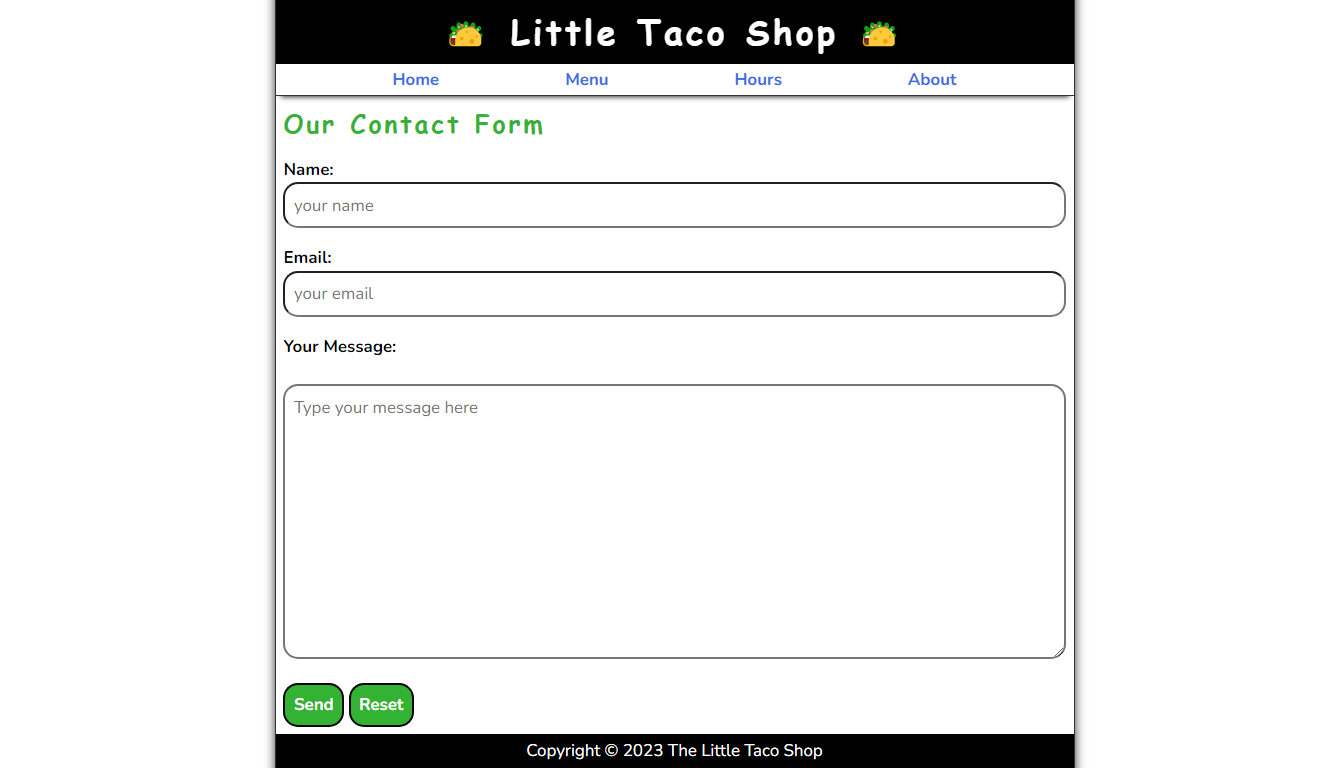 Little Taco Shop
Home Menu Hours About
Our Contact Form
Name:
your name
Email:
your email
Your Message:
Type your message here
Send Reset
Copyright © 2023 The Little Taco Shop